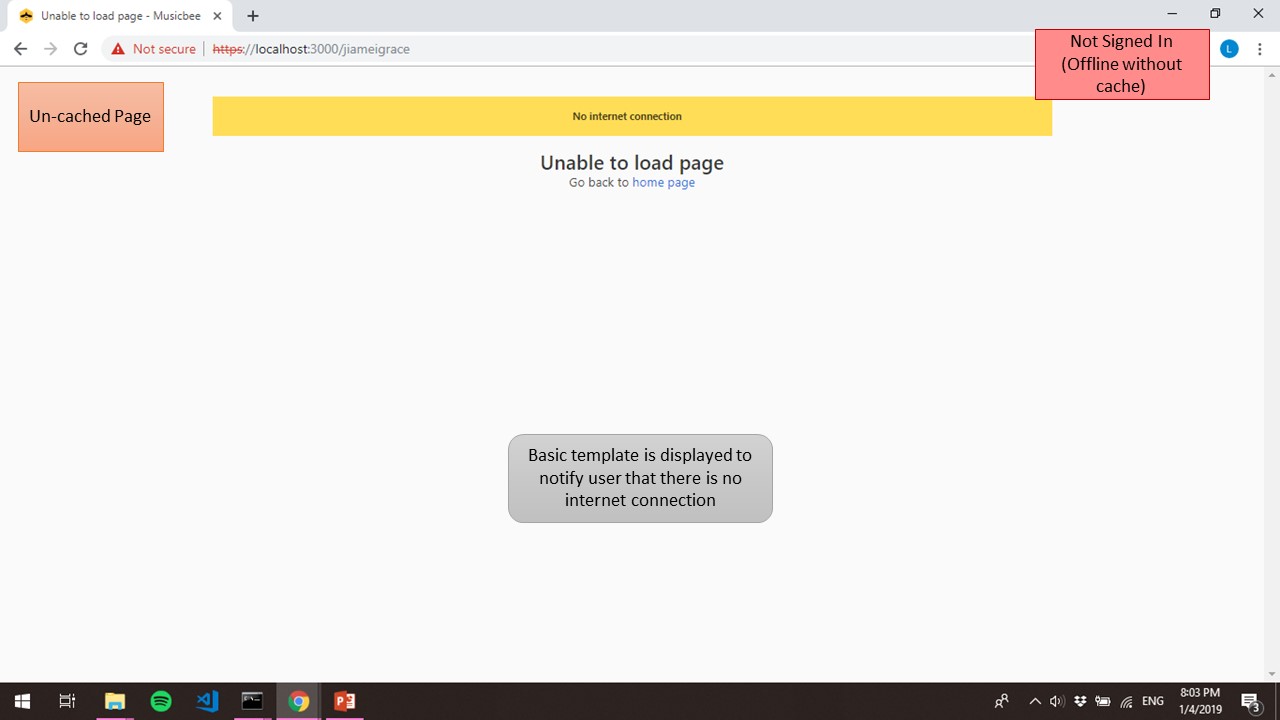 Unable to load page - Musicbee
Not secure
https://localhost:3000/jiameigrace
L
Not Signed In
(Offline without
cache)
Un-cached Page
No internet connection
Unable to load page
Go back to home page
Basic template is displayed to
notify user that there is no
internet connection
ENG
8:03 PM
1/4/2019
3